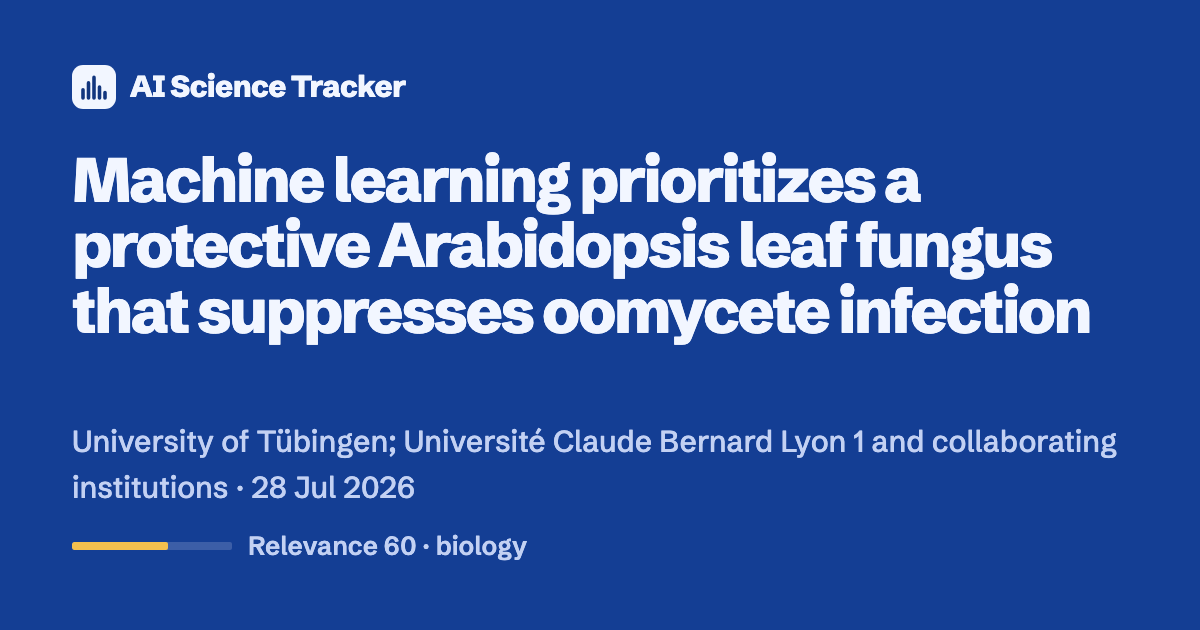 AI Science Tracker
Machine learning prioritizes a
protective Arabidopsis leaf fungus
that suppresses oomycete infection
University of Tübingen; Université Claude Bernard Lyon 1 and collaborating
institutions · 28 Jul 2026
Relevance 60 · biology